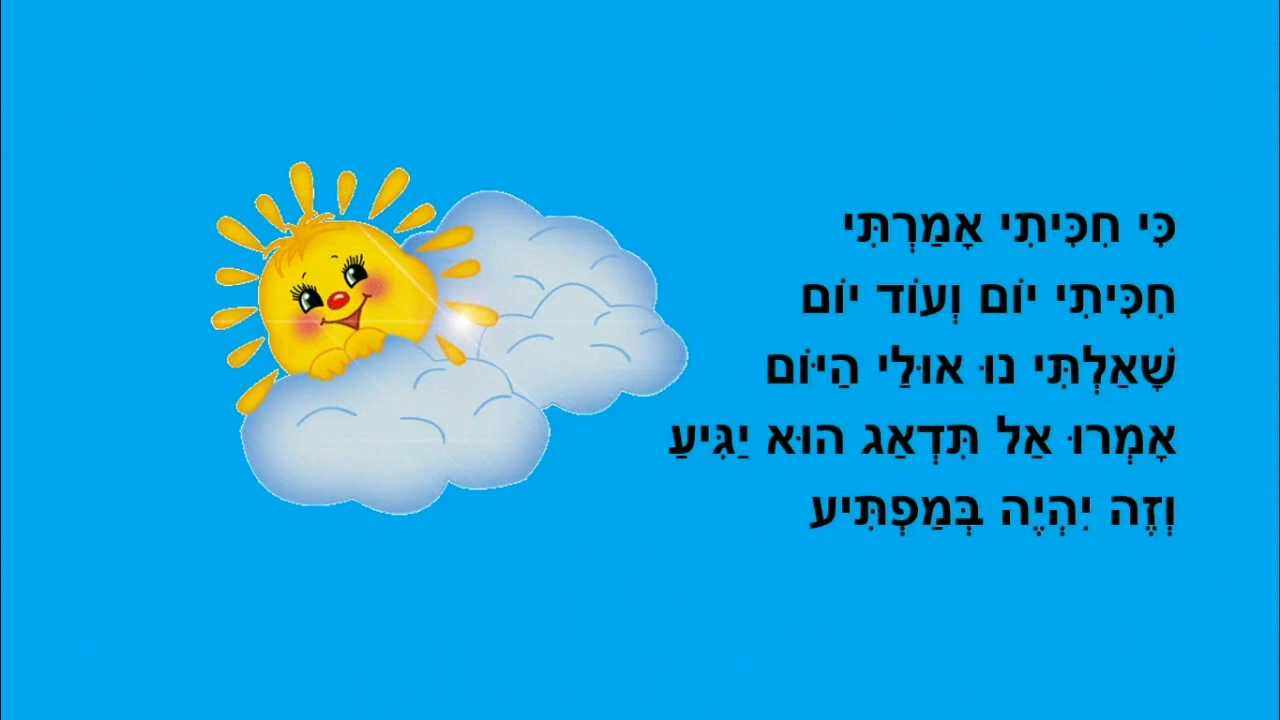 כִּי חִכִּיתִי אָמַרְתִּי
חִכִּיתִי יוֹם וְעוֹד יוֹם
שָׁאַלְתִּי נוּ אוּלַי הַיּוֹם
אָמְרוּ אַל תִּדְאַג הוּא יַגִּיעַ
וְזֶה יִהְיֶה בְּמַפְתִּיע